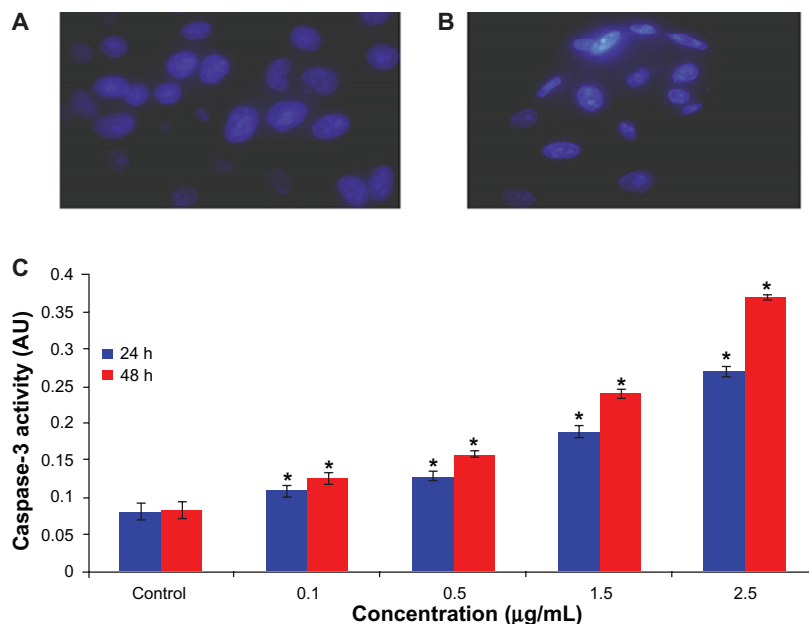 A
B
C
0.4
0.35
0.3
0.25
0.2
0.15
0.1
0.05
0
Caspase-3 activity (AU)
24 h
48 h
* * * * * * * *
Control 0.1 0.5 1.5 2.5
Concentration (µg/mL)